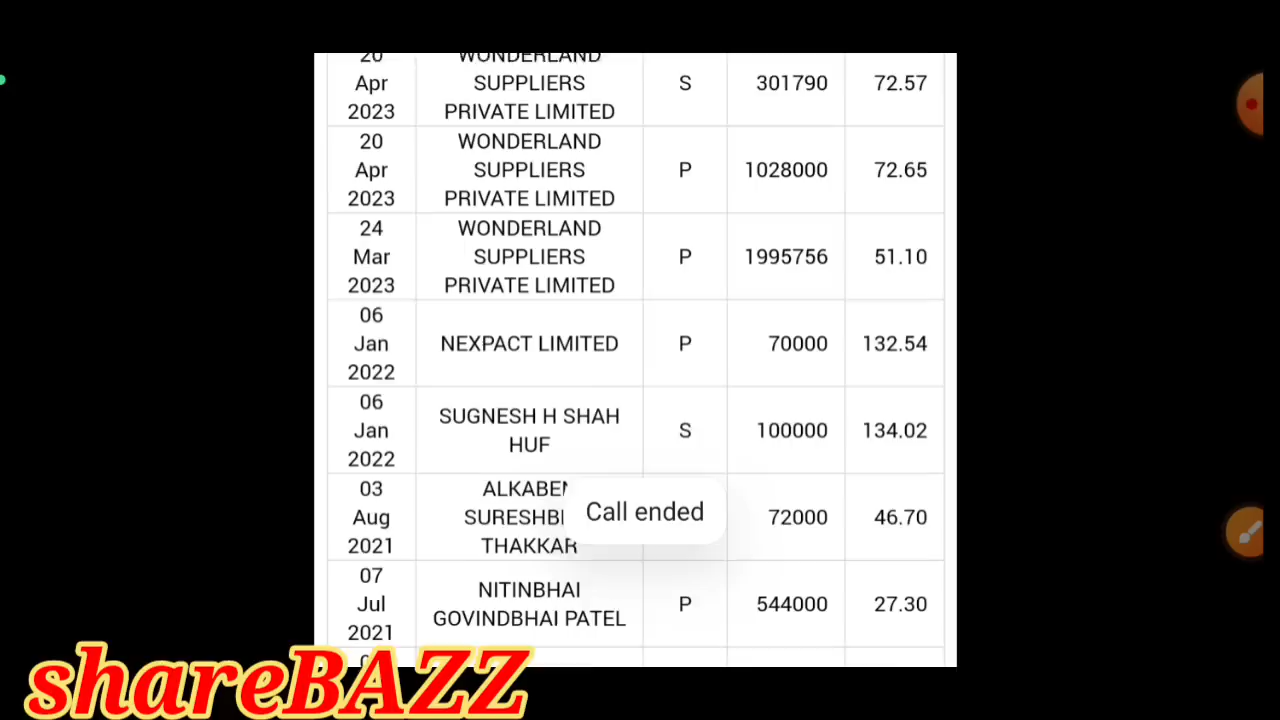 20 WONDERLAND
Apr SUPPLIERS S 301790 72.57
2023 PRIVATE LIMITED
20 WONDERLAND
Apr SUPPLIERS P 1028000 72.65
2023 PRIVATE LIMITED
24 WONDERLAND
Mar SUPPLIERS P 1995756 51.10
2023 PRIVATE LIMITED
06
Jan NEXPACT LIMITED P 70000 132.54
2022
06 SUGNESH H SHAH
Jan S 100000 134.02
2022 HUF
03
Aug 72000 46.70
2021 THAKKAR
Call ended
07 NITINBHAI
Jul P 544000 27.30
2021 GOVINDBHAI PATEL
shareBAZZ